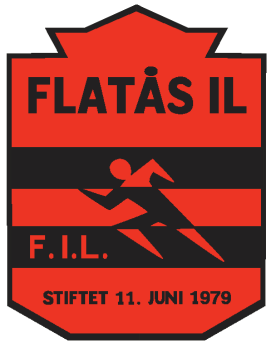 FLATÅS IL
F.I.L.
STIFTET 11. JUNI 1979